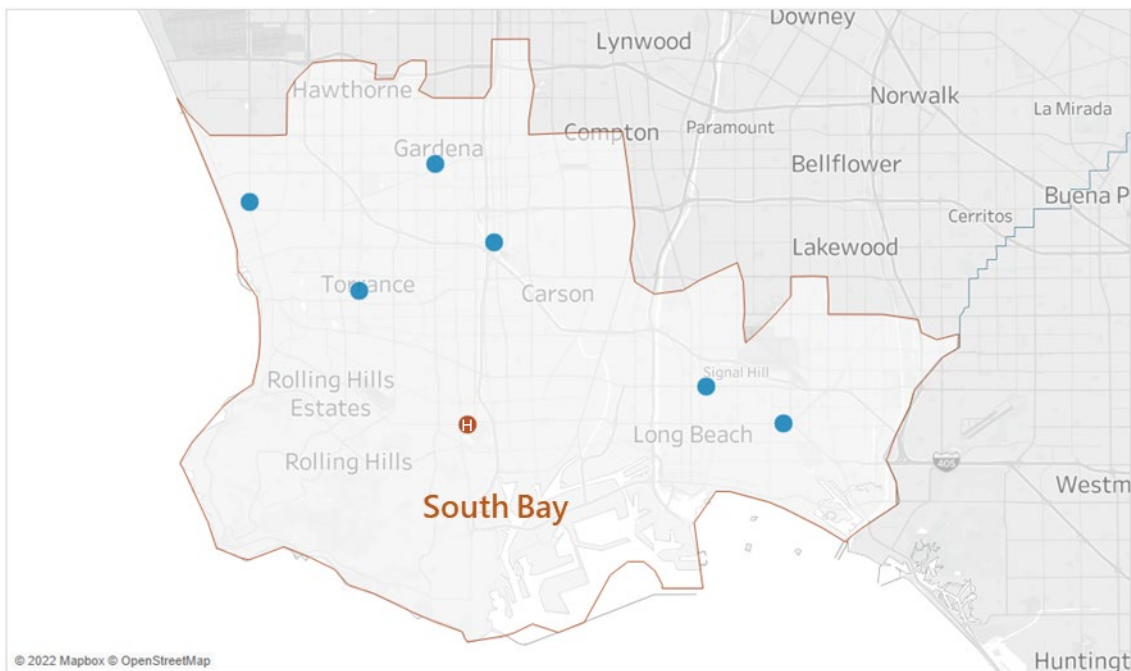 Downey
Lynwood
Norwalk
Hawthorne
La Mirada
Compton
Paramount
Gardena
Bellflower
Buena P
Cerritos
Lakewood
Torrance
Carson
Signal Hill
Rolling Hills
Estates
H
Long Beach
Rolling Hills
405
Westm
South Bay
© 2022 Mapbox © OpenStreetMap
Huntingt